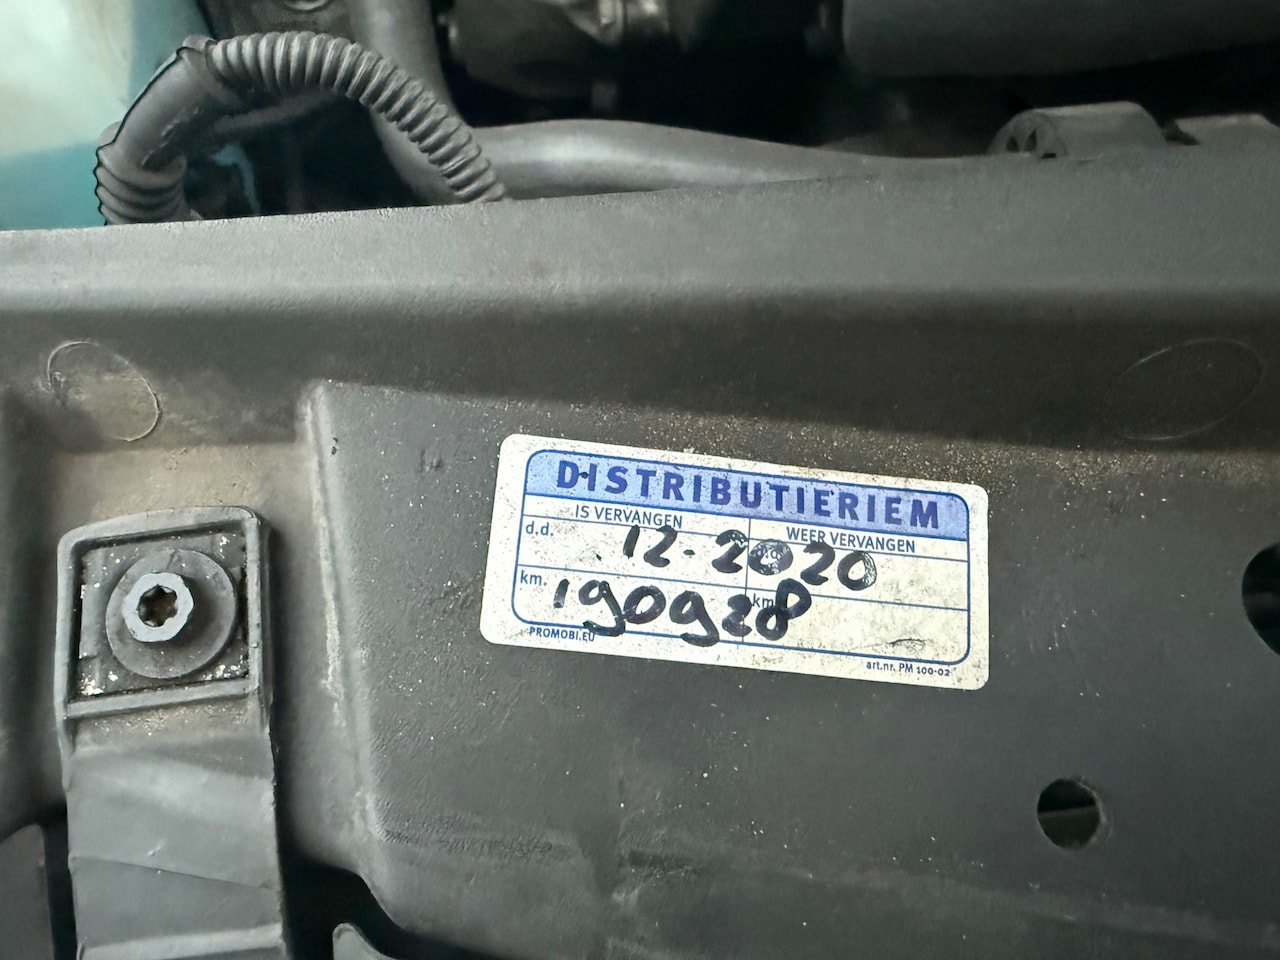 DISTRIBUTIERIEM
IS VERVANGEN
WEER VERVANGEN
d.d.
12-2020
km.
190928
km
PROMOBI.EU
art.nr. PM 100-02